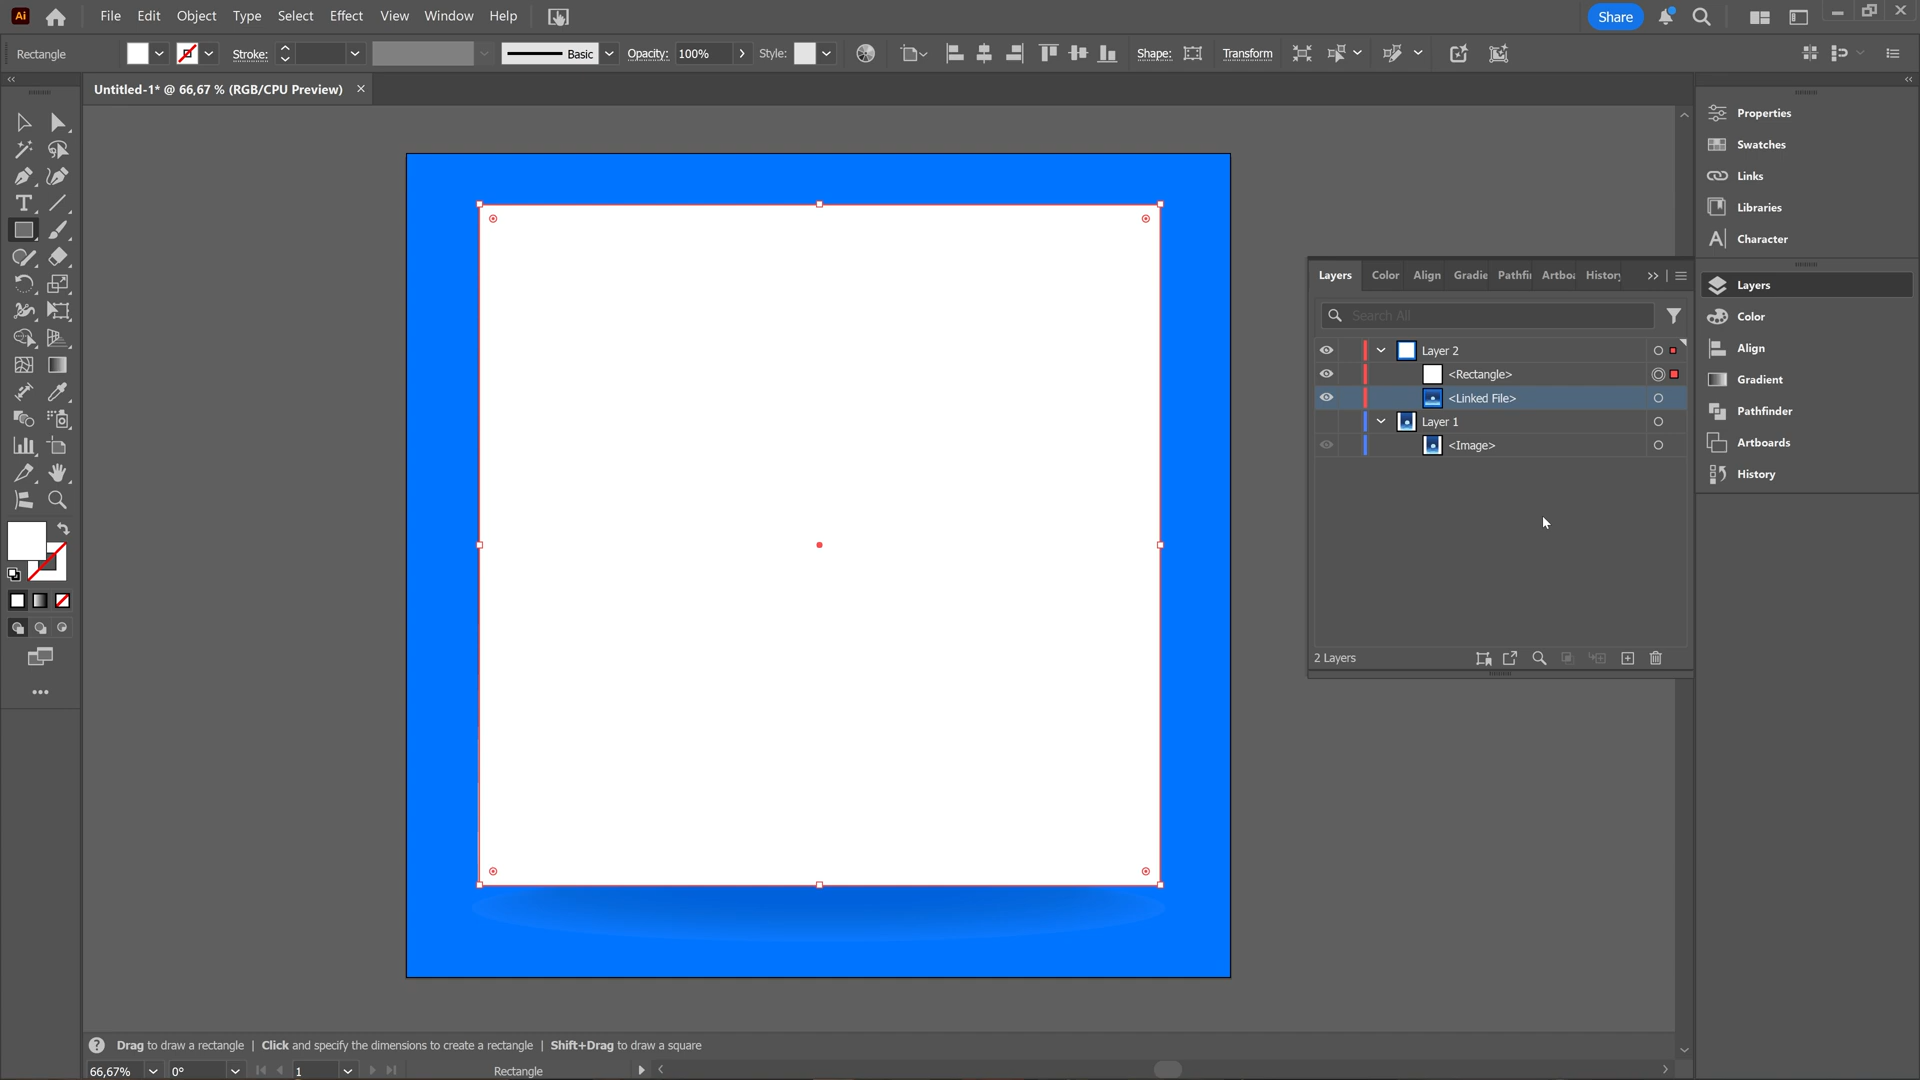 Ai File Edit Object Type Select Effect View Window Help Share
Rectangle Stroke: Basic Opacity: 100% Style: Shape: Transform
Untitled-1* @ 66,67 % (RGB/CPU Preview)
Properties
Swatches
Links
Libraries
Character
Layers
Color
Align
Gradient
Pathfinder
Artboards
History
Layers Color Align Gradie Pathfi Artboa History
Search All
Layer 2
<Rectangle>
<Linked File>
Layer 1
<Image>
2 Layers
Drag to draw a rectangle | Click and specify the dimensions to create a rectangle | Shift+Drag to draw a square
66,67% 0° 1 Rectangle